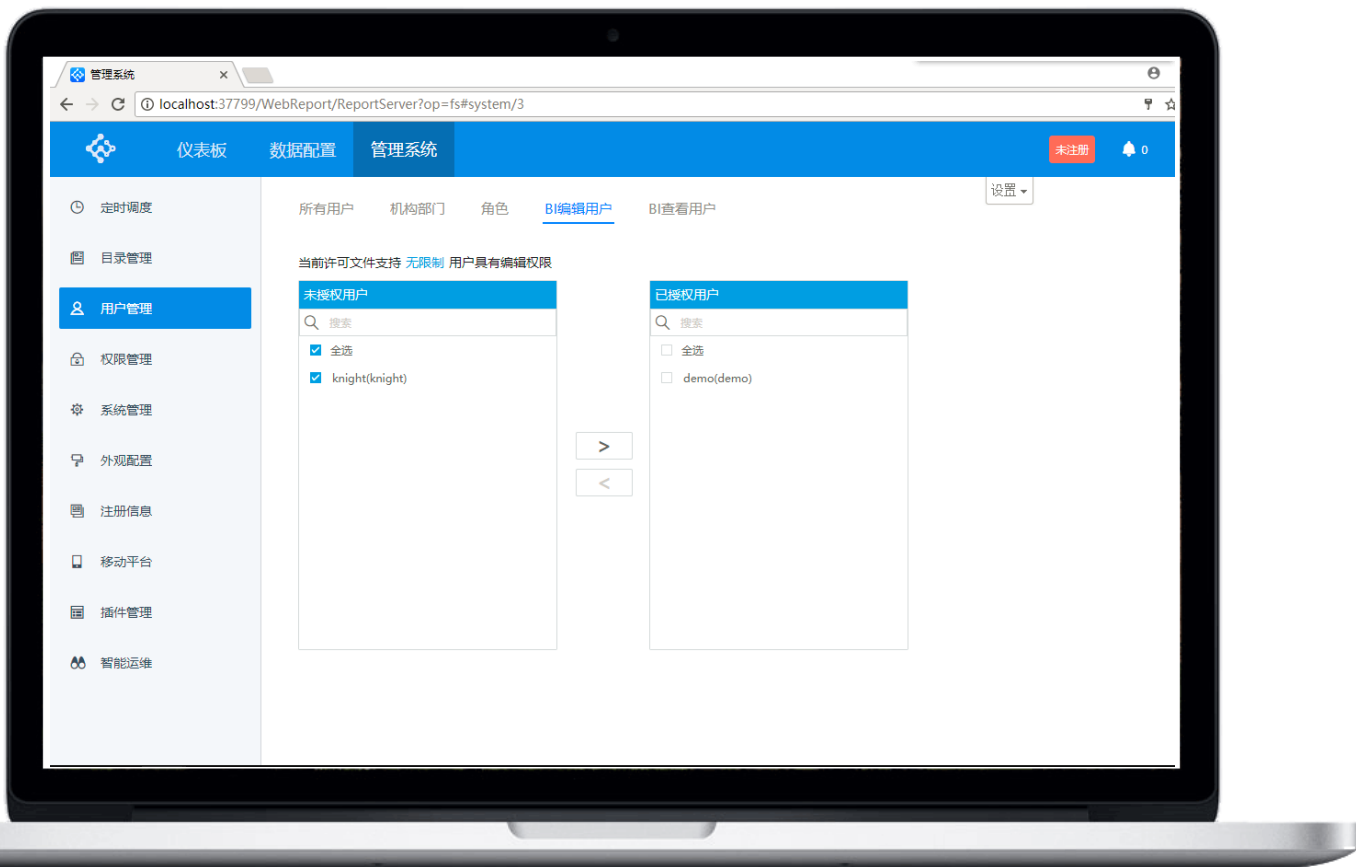 管理系统
localhost:37799/WebReport/ReportServer?op=fs#system/3
仪表板 数据配置 管理系统 未注册 0
设置
定时调度
目录管理
用户管理
权限管理
系统管理
外观配置
注册信息
移动平台
插件管理
智能运维
所有用户 机构部门 角色 BI编辑用户 BI查看用户
当前许可文件支持 无限制 用户具有编辑权限
未授权用户
搜索
全选
knight(knight)
>
<
已授权用户
搜索
全选
demo(demo)